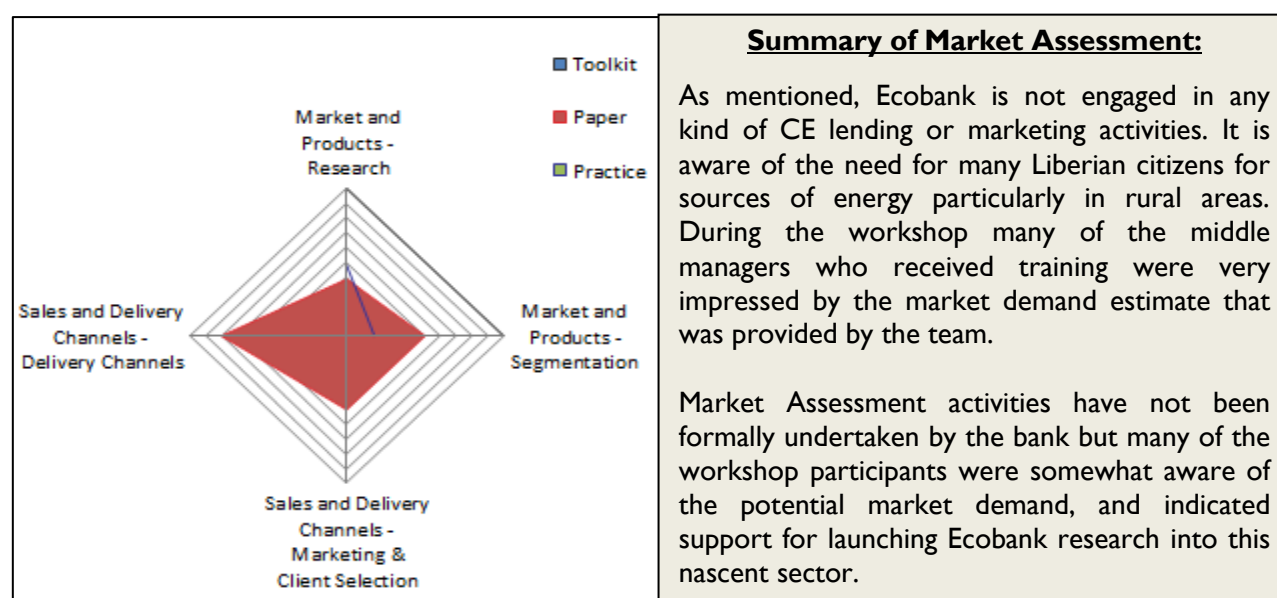 Toolkit
Paper
Practice
Market and
Products -
Research
Sales and Delivery
Channels -
Delivery Channels
Market and
Products -
Segmentation
Sales and Delivery
Channels -
Marketing &
Client Selection
Summary of Market Assessment:
As mentioned, Ecobank is not engaged in any
kind of CE lending or marketing activities. It is
aware of the need for many Liberian citizens for
sources of energy particularly in rural areas.
During the workshop many of the middle
managers who received training were very
impressed by the market demand estimate that
was provided by the team.
Market Assessment activities have not been
formally undertaken by the bank but many of the
workshop participants were somewhat aware of
the potential market demand, and indicated
support for launching Ecobank research into this
nascent sector.